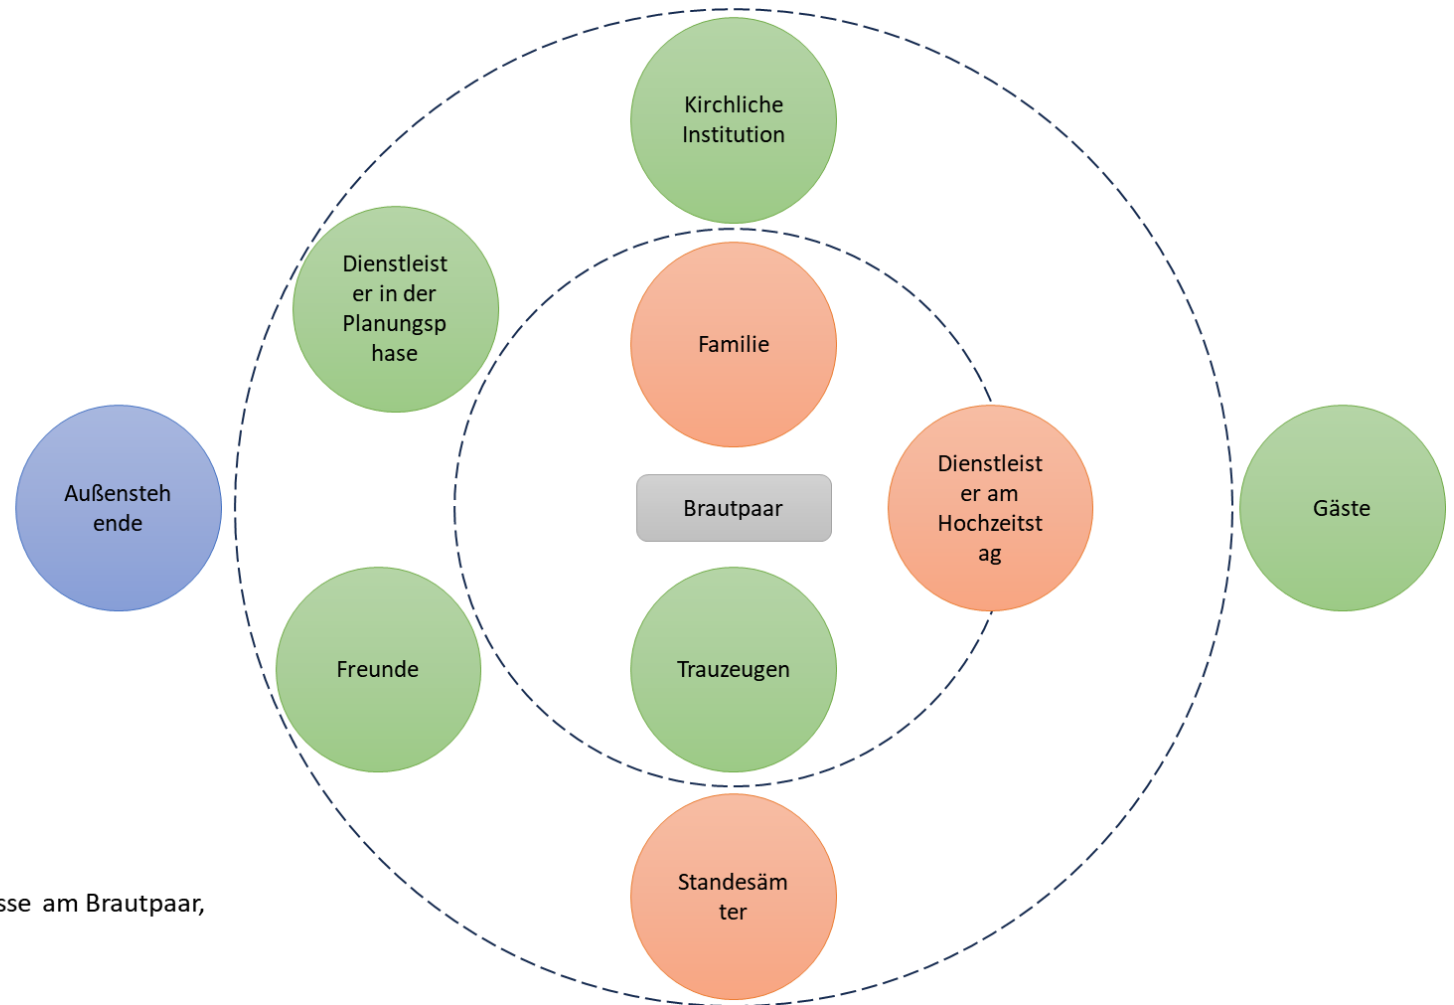 Kirchliche
Institution
Dienstleist
er in der
Planungsp
hase
Familie
Außensteh
ende
Brautpaar
Dienstleist
er am
Hochzeitst
ag
Gäste
Freunde
Trauzeugen
Standesäm
ter
sse am Brautpaar,